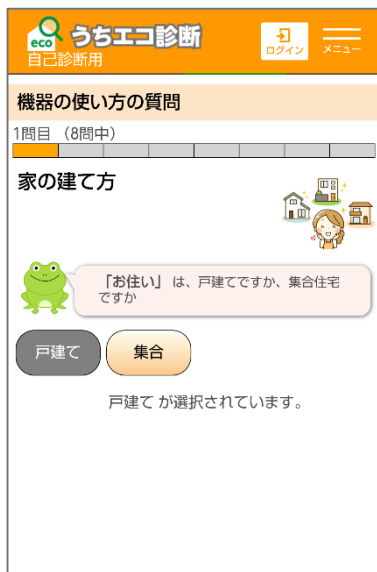 eco うちエコ診断
自己診断用
ログイン
メニュー
機器の使い方の質問
1問目 （8問中）
家の建て方
「お住い」 は、戸建てですか、集合住宅
ですか
戸建て
集合
戸建て が選択されています。